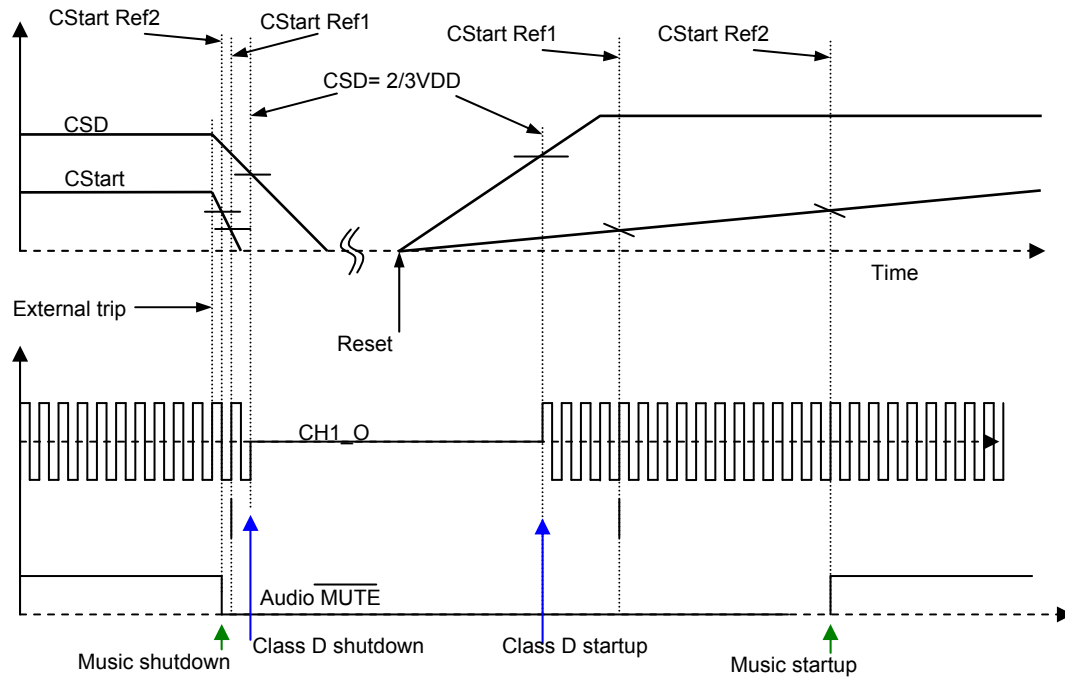 CStart Ref2
CStart Ref1
CStart Ref1
CStart Ref2
CSD= 2/3VDD
CSD
CStart
Time
External trip
Reset
CH1_O
Audio MUTE
Music shutdown
Class D shutdown
Class D startup
Music startup